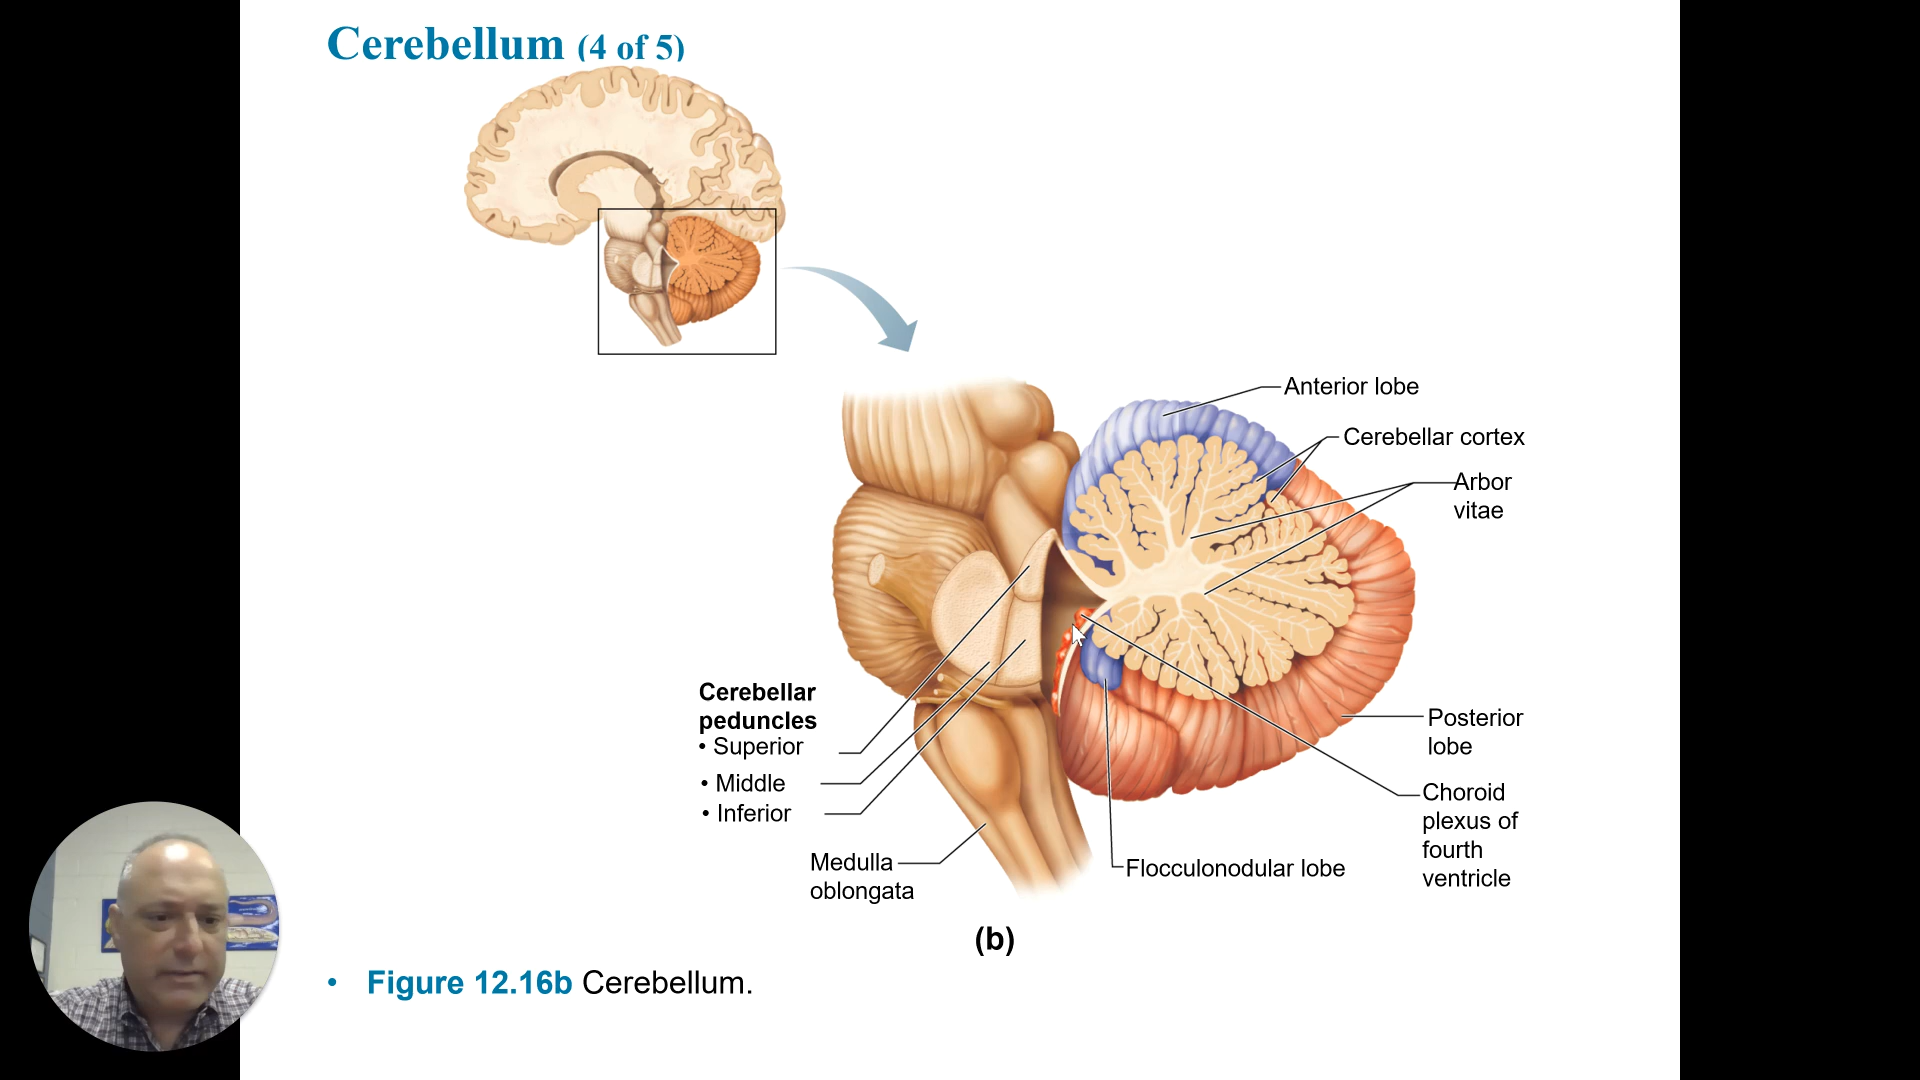 Cerebellum (4 of 5)
Anterior lobe
Cerebellar cortex
Arbor
vitae
Cerebellar
peduncles
• Superior
• Middle
• Inferior
Posterior
lobe
Choroid
plexus of
fourth
ventricle
Medulla
oblongata
Flocculonodular lobe
(b)
• Figure 12.16b Cerebellum.